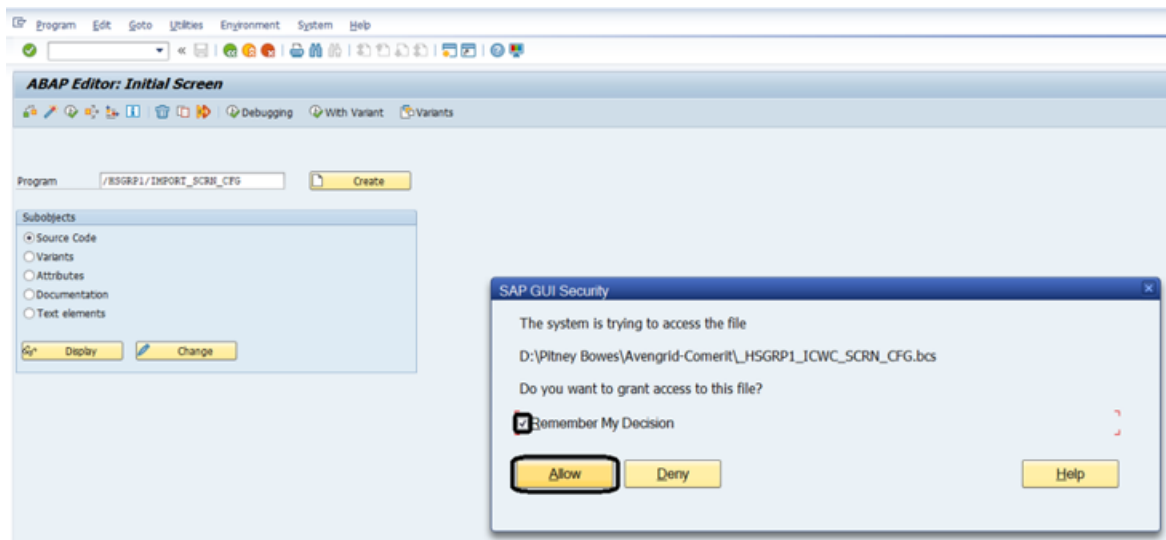 Program Edit Goto Utilities Environment System Help
ABAP Editor: Initial Screen
Debugging With Variant Variants
Program /HSGRP1/IMPORT_SCRN_CFG Create
Subobjects
Source Code
Variants
Attributes
Documentation
Text elements
Display Change
SAP GUI Security
The system is trying to access the file
D:\Pitney Bowes\Avengrid-Comerit\_HSGRP1_ICWC_SCRN_CFG.bcs
Do you want to grant access to this file?
Remember My Decision
Allow Deny Help